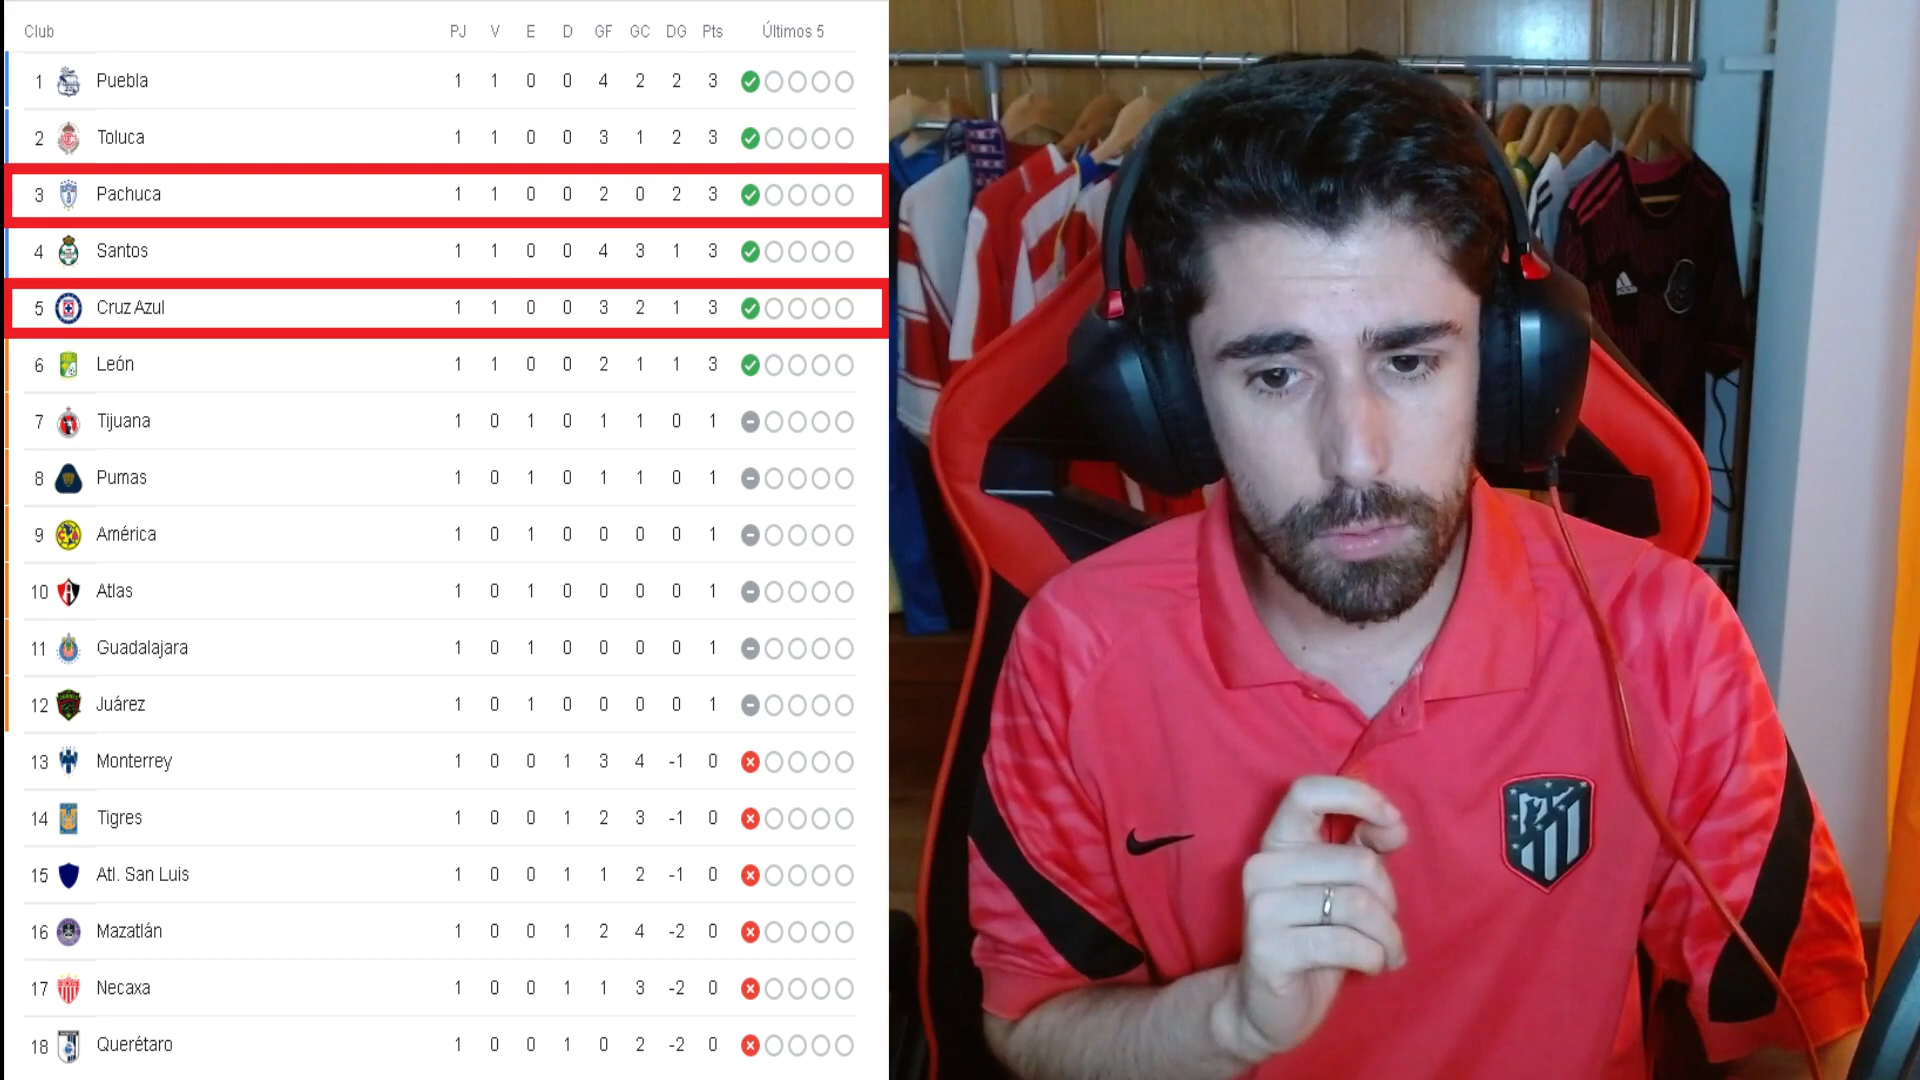 Club PJ V E D GF GC DG Pts Últimos 5
1 Puebla 1 1 0 0 4 2 2 3
2 Toluca 1 1 0 0 3 1 2 3
3 Pachuca 1 1 0 0 2 0 2 3
4 Santos 1 1 0 0 4 3 1 3
5 Cruz Azul 1 1 0 0 3 2 1 3
6 León 1 1 0 0 2 1 1 3
7 Tijuana 1 0 1 0 1 1 0 1
8 Pumas 1 0 1 0 1 1 0 1
9 América 1 0 1 0 0 0 0 1
10 Atlas 1 0 1 0 0 0 0 1
11 Guadalajara 1 0 1 0 0 0 0 1
12 Juárez 1 0 1 0 0 0 0 1
13 Monterrey 1 0 0 1 3 4 -1 0
14 Tigres 1 0 0 1 2 3 -1 0
15 Atl. San Luis 1 0 0 1 1 2 -1 0
16 Mazatlán 1 0 0 1 2 4 -2 0
17 Necaxa 1 0 0 1 1 3 -2 0
18 Querétaro 1 0 0 1 0 2 -2 0